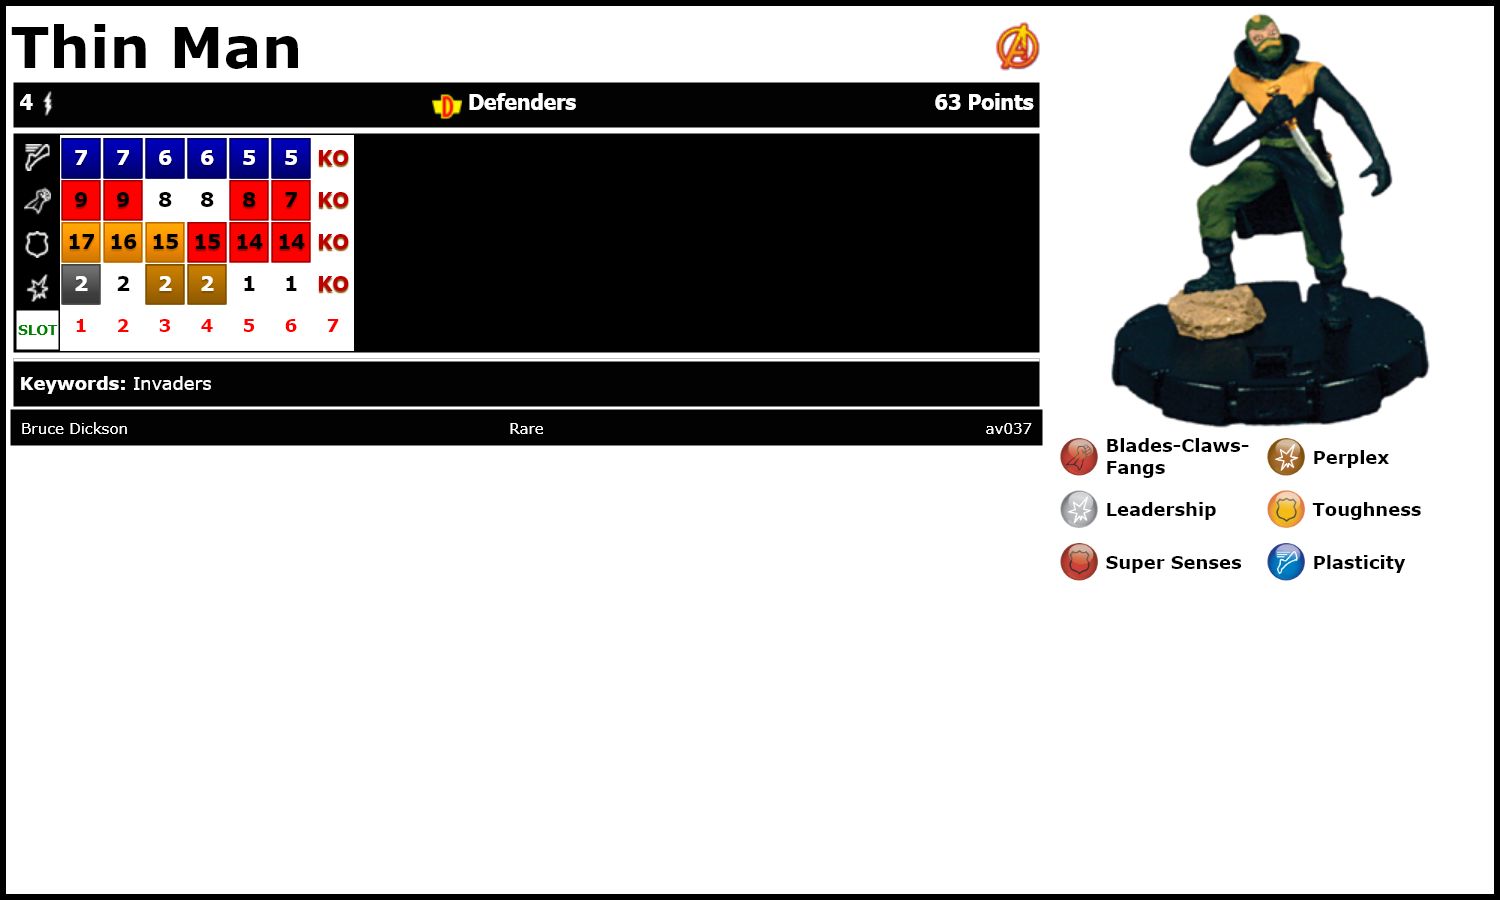 Thin Man
4 Defenders 63 Points
7 7 6 6 5 5 KO
9 9 8 8 8 7 KO
17 16 15 15 14 14 KO
2 2 2 2 1 1 KO
SLOT 1 2 3 4 5 6 7
Keywords: Invaders
Bruce Dickson Rare av037
Blades-Claws-
Fangs
Perplex
Leadership
Toughness
Super Senses
Plasticity